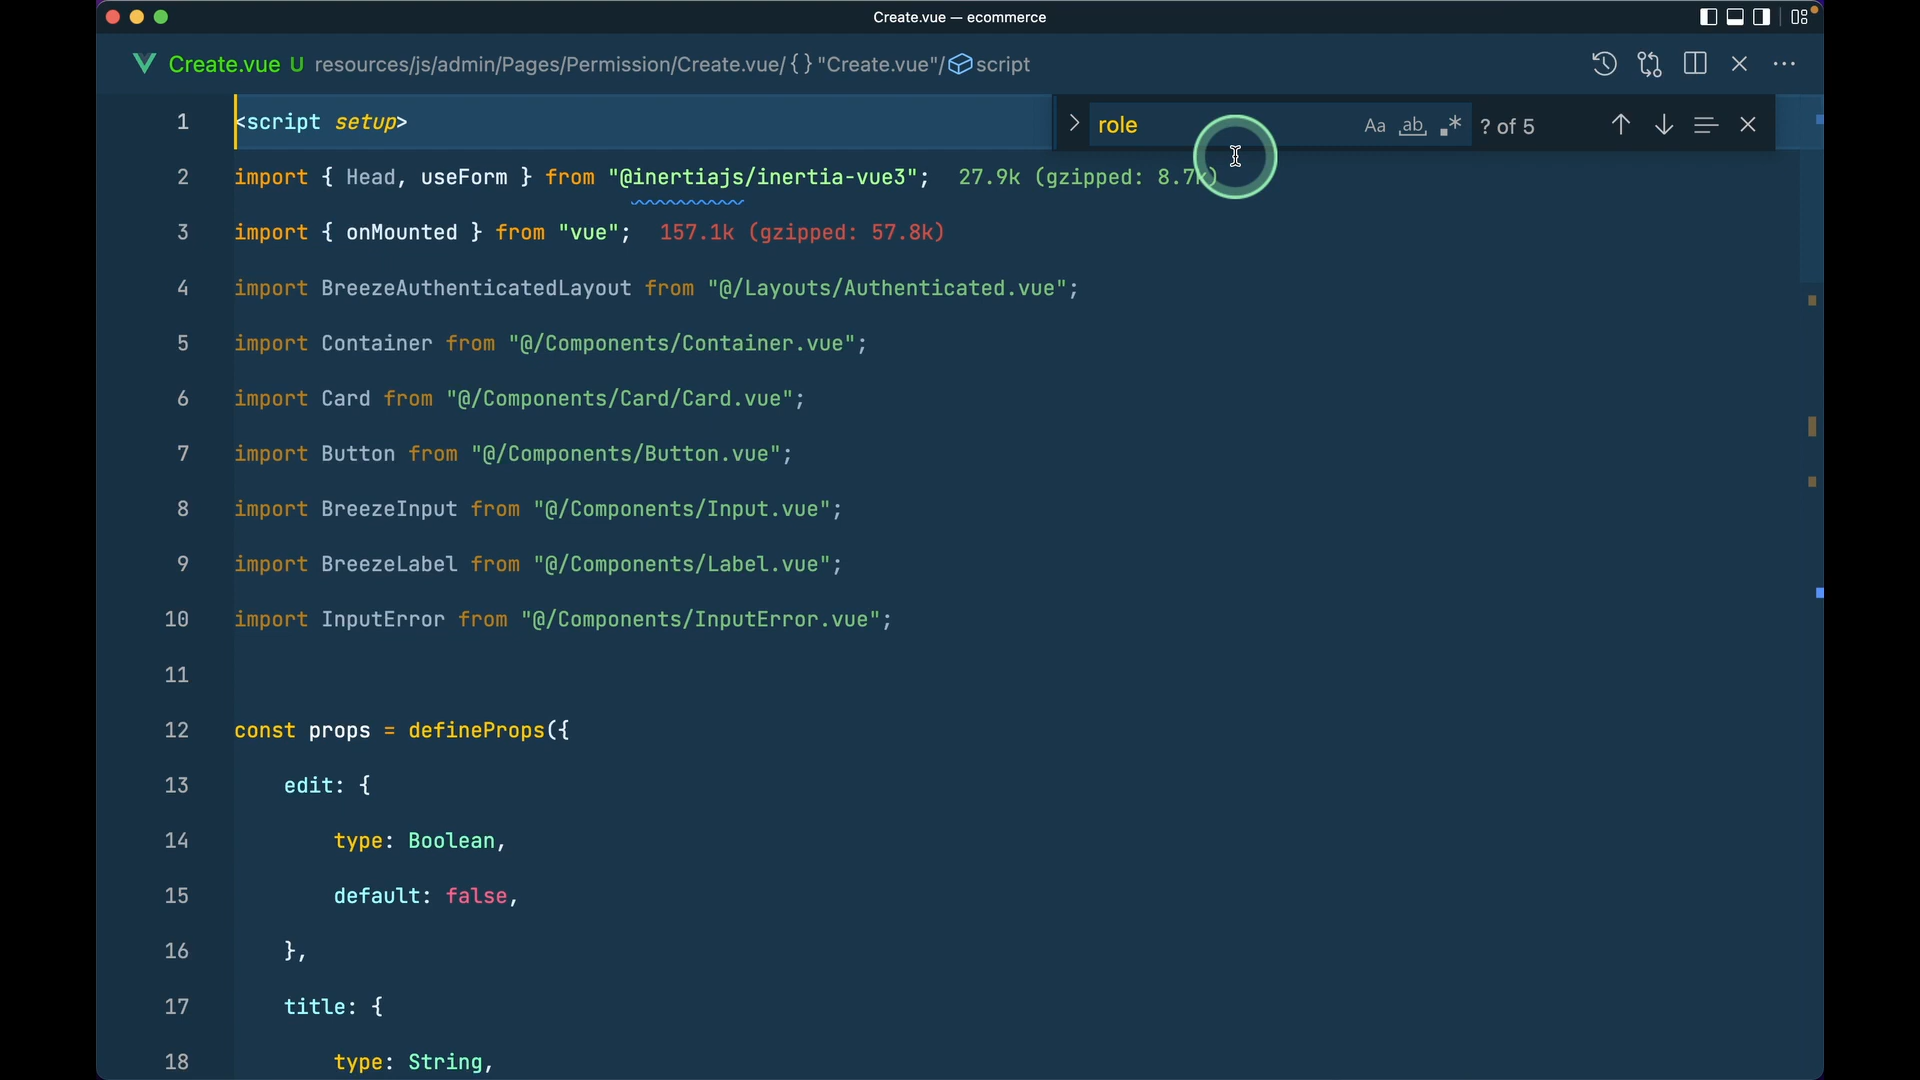 Create.vue — ecommerce
Create.vue U resources/js/admin/Pages/Permission/Create.vue/{} "Create.vue"/script
role Aa ab .* ? of 5
1 <script setup>
2 import { Head, useForm } from "@inertiajs/inertia-vue3"; 27.9k (gzipped: 8.7k)
3 import { onMounted } from "vue"; 157.1k (gzipped: 57.8k)
4 import BreezeAuthenticatedLayout from "@/Layouts/Authenticated.vue";
5 import Container from "@/Components/Container.vue";
6 import Card from "@/Components/Card/Card.vue";
7 import Button from "@/Components/Button.vue";
8 import BreezeInput from "@/Components/Input.vue";
9 import BreezeLabel from "@/Components/Label.vue";
10 import InputError from "@/Components/InputError.vue";
11
12 const props = defineProps({
13 edit: {
14 type: Boolean,
15 default: false,
16 },
17 title: {
18 type: String,